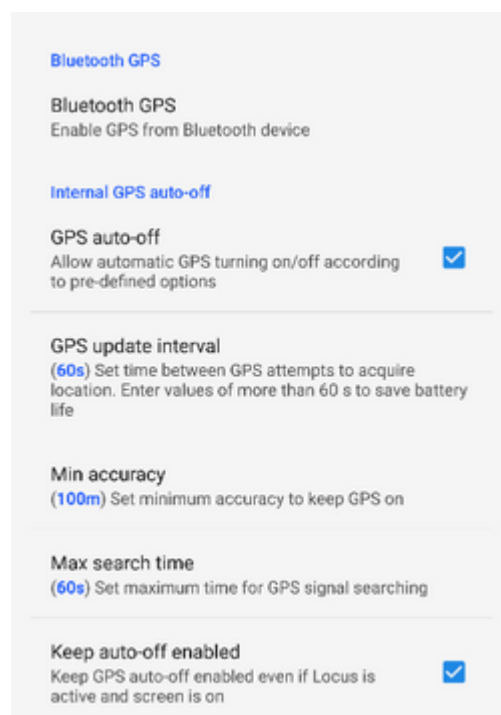 Bluetooth GPS
Bluetooth GPS
Enable GPS from Bluetooth device
Internal GPS auto-off
GPS auto-off
Allow automatic GPS turning on/off according
to pre-defined options
GPS update interval
(60s) Set time between GPS attempts to acquire
location. Enter values of more than 60 s to save battery
life
Min accuracy
(100m) Set minimum accuracy to keep GPS on
Max search time
(60s) Set maximum time for GPS signal searching
Keep auto-off enabled
Keep GPS auto-off enabled even if Locus is
active and screen is on